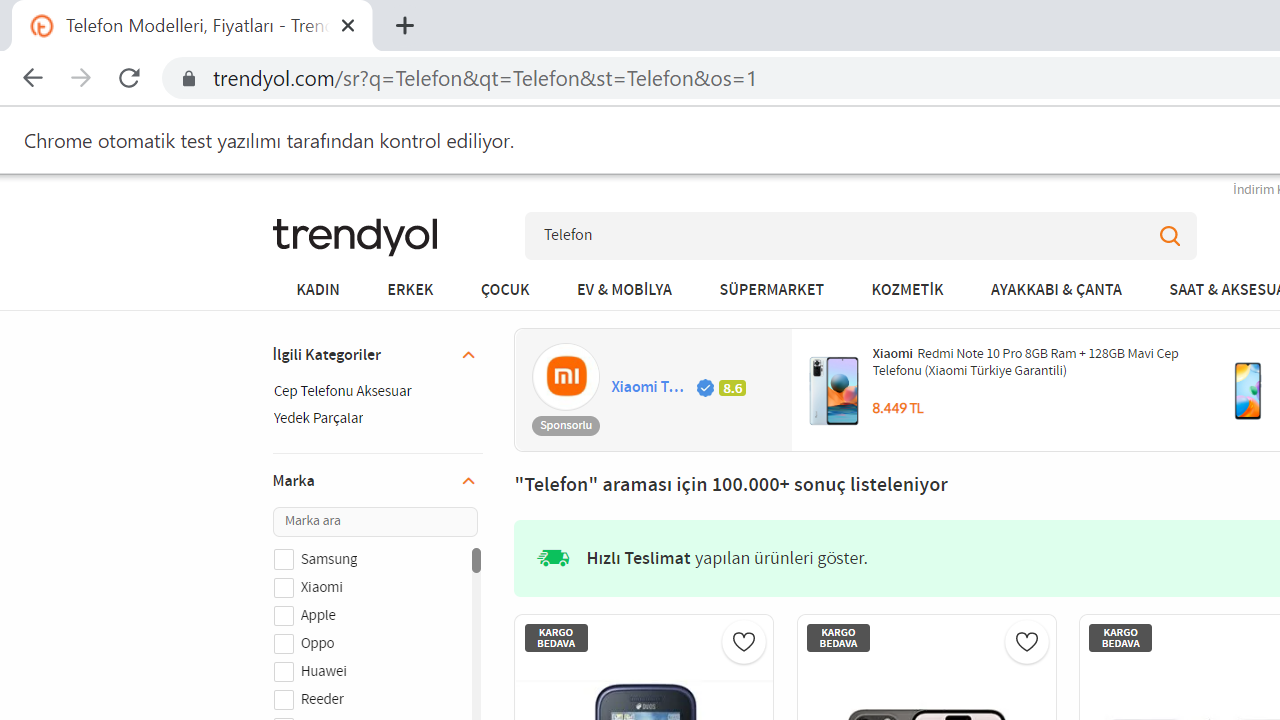 Telefon Modelleri, Fiyatları - Tren
trendyol.com/sr?q=Telefon&qt=Telefon&st=Telefon&os=1
Chrome otomatik test yazılımı tarafından kontrol ediliyor.
İndirim
trendyol
Telefon
KADIN ERKEK ÇOCUK EV & MOBİLYA SÜPERMARKET KOZMETİK AYAKKABI & ÇANTA SAAT & AKSESUA
İlgili Kategoriler
Cep Telefonu Aksesuar
Yedek Parçalar
Marka
Marka ara
Samsung
Xiaomi
Apple
Oppo
Huawei
Reeder
Xiaomi T... 8.6
Sponsorlu
Xiaomi Redmi Note 10 Pro 8GB Ram + 128GB Mavi Cep
Telefonu (Xiaomi Türkiye Garantili)
8.449 TL
"Telefon" araması için 100.000+ sonuç listeleniyor
Hızlı Teslimat yapılan ürünleri göster.
KARGO
BEDAVA
KARGO
BEDAVA
KARGO
BEDAVA